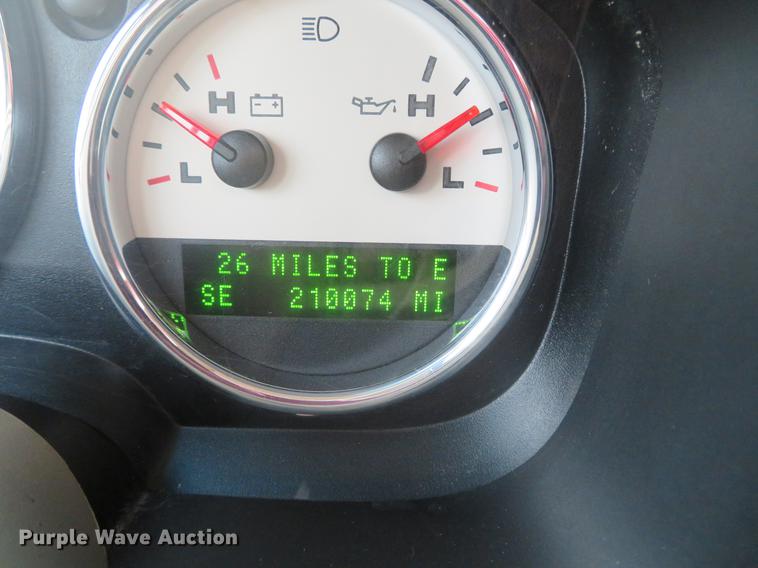 H H
L L
26 MILES TO E
SE 210074 MI
Purple Wave Auction